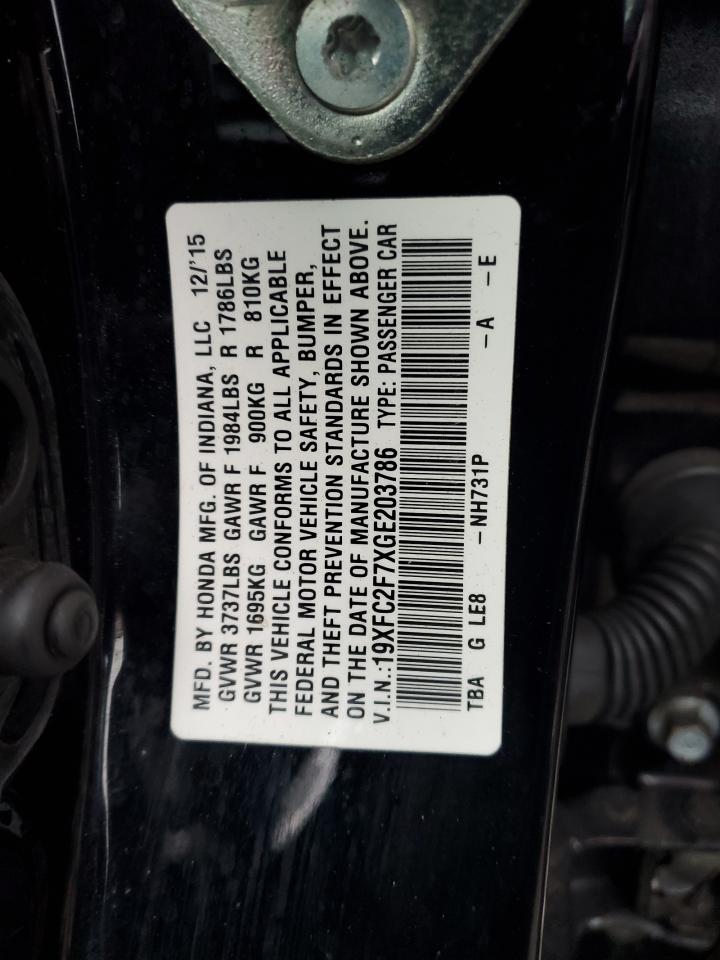 MFD. BY HONDA MFG. OF INDIANA, LLC 12/'15
GVWR 3737LBS GAWR F 1984LBS R 1786LBS
GVWR 1695KG GAWR F 900KG R 810KG
THIS VEHICLE CONFORMS TO ALL APPLICABLE
FEDERAL MOTOR VEHICLE SAFETY, BUMPER,
AND THEFT PREVENTION STANDARDS IN EFFECT
ON THE DATE OF MANUFACTURE SHOWN ABOVE.
V.I.N.:19XFC2F7XGE203786 TYPE: PASSENGER CAR
TBA G LE8 -NH731P -A -E